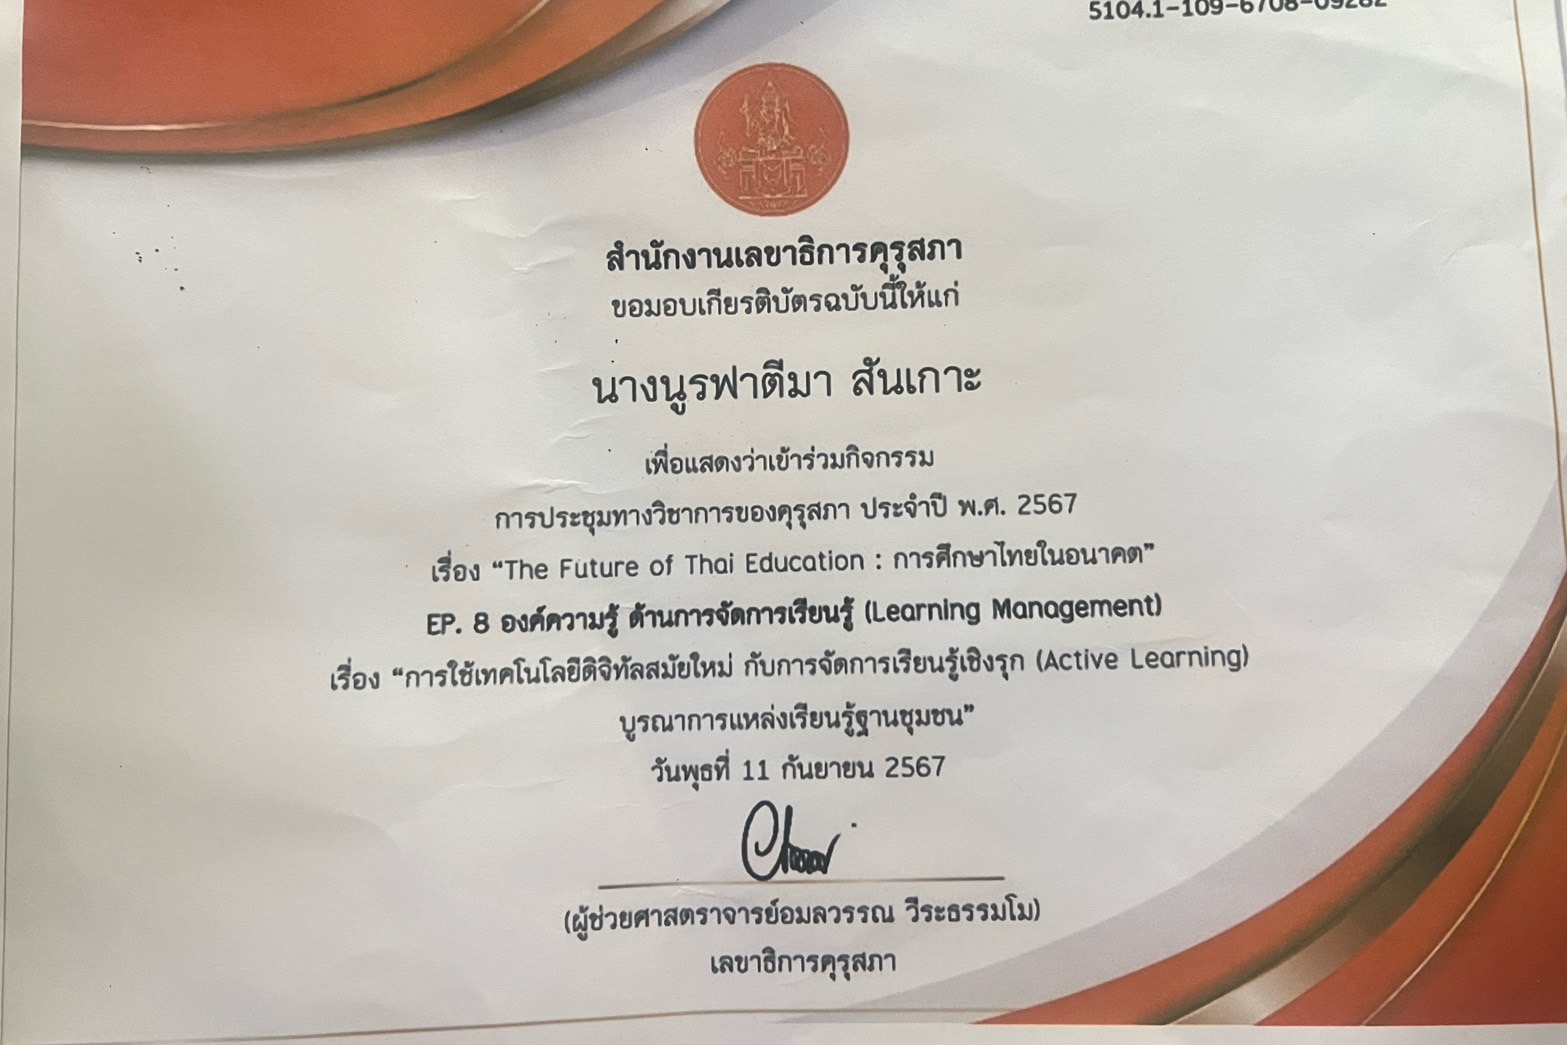 5104.1-109-6708-09282
สำนักงานเลขาธิการคุรุสภา
ขอมอบเกียรติบัตรฉบับนี้ให้แก่
นางนูรฟาตีมา สันเกาะ
เพื่อแสดงว่าเข้าร่วมกิจกรรม
การประชุมทางวิชาการของคุรุสภา ประจำปี พ.ศ. 2567
เรื่อง “The Future of Thai Education : การศึกษาไทยในอนาคต”
EP. 8 องค์ความรู้ ด้านการจัดการเรียนรู้ (Learning Management)
เรื่อง “การใช้เทคโนโลยีดิจิทัลสมัยใหม่ กับการจัดการเรียนรู้เชิงรุก (Active Learning)
บูรณาการแหล่งเรียนรู้ฐานชุมชน”
วันพุธที่ 11 กันยายน 2567
(ผู้ช่วยศาสตราจารย์อมลวรรณ วีระธรรมโม)
เลขาธิการคุรุสภา